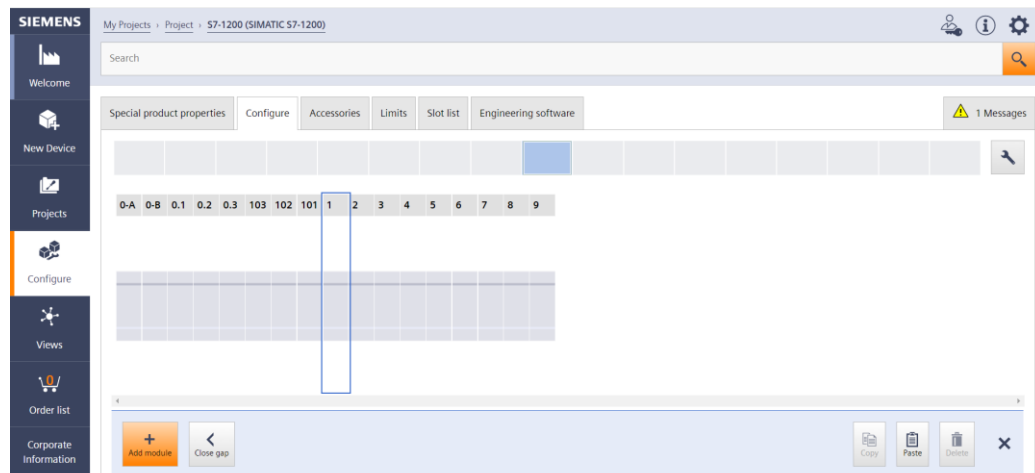 SIEMENS
My Projects › Project › S7-1200 (SIMATIC S7-1200)
Search
Welcome
New Device
Projects
Configure
Views
0
Order list
Corporate
Information
Special product properties Configure Accessories Limits Slot list Engineering software
1 Messages
0-A 0-B 0.1 0.2 0.3 103 102 101 1 2 3 4 5 6 7 8 9
+
Add module
Close gap
Copy
Paste
Delete